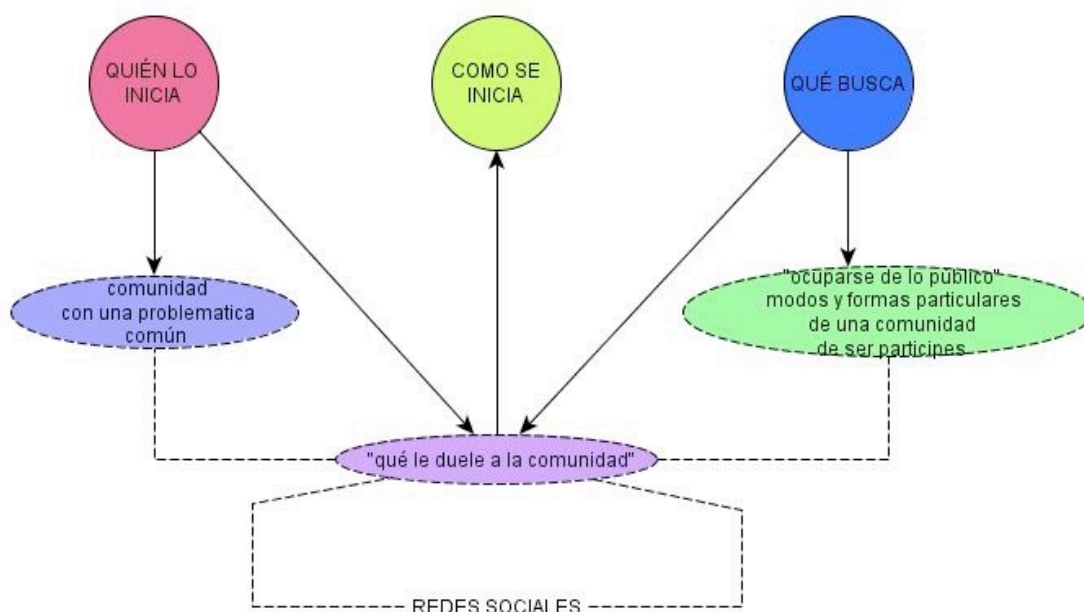 QUIÉN LO
INICIA
COMO SE
INICIA
QUÉ BUSCA
comunidad
con una problematica
común
"ocuparse de lo público"
modos y formas particulares
de una comunidad
de ser participes
"qué le duele a la comunidad"
REDES SOCIALES